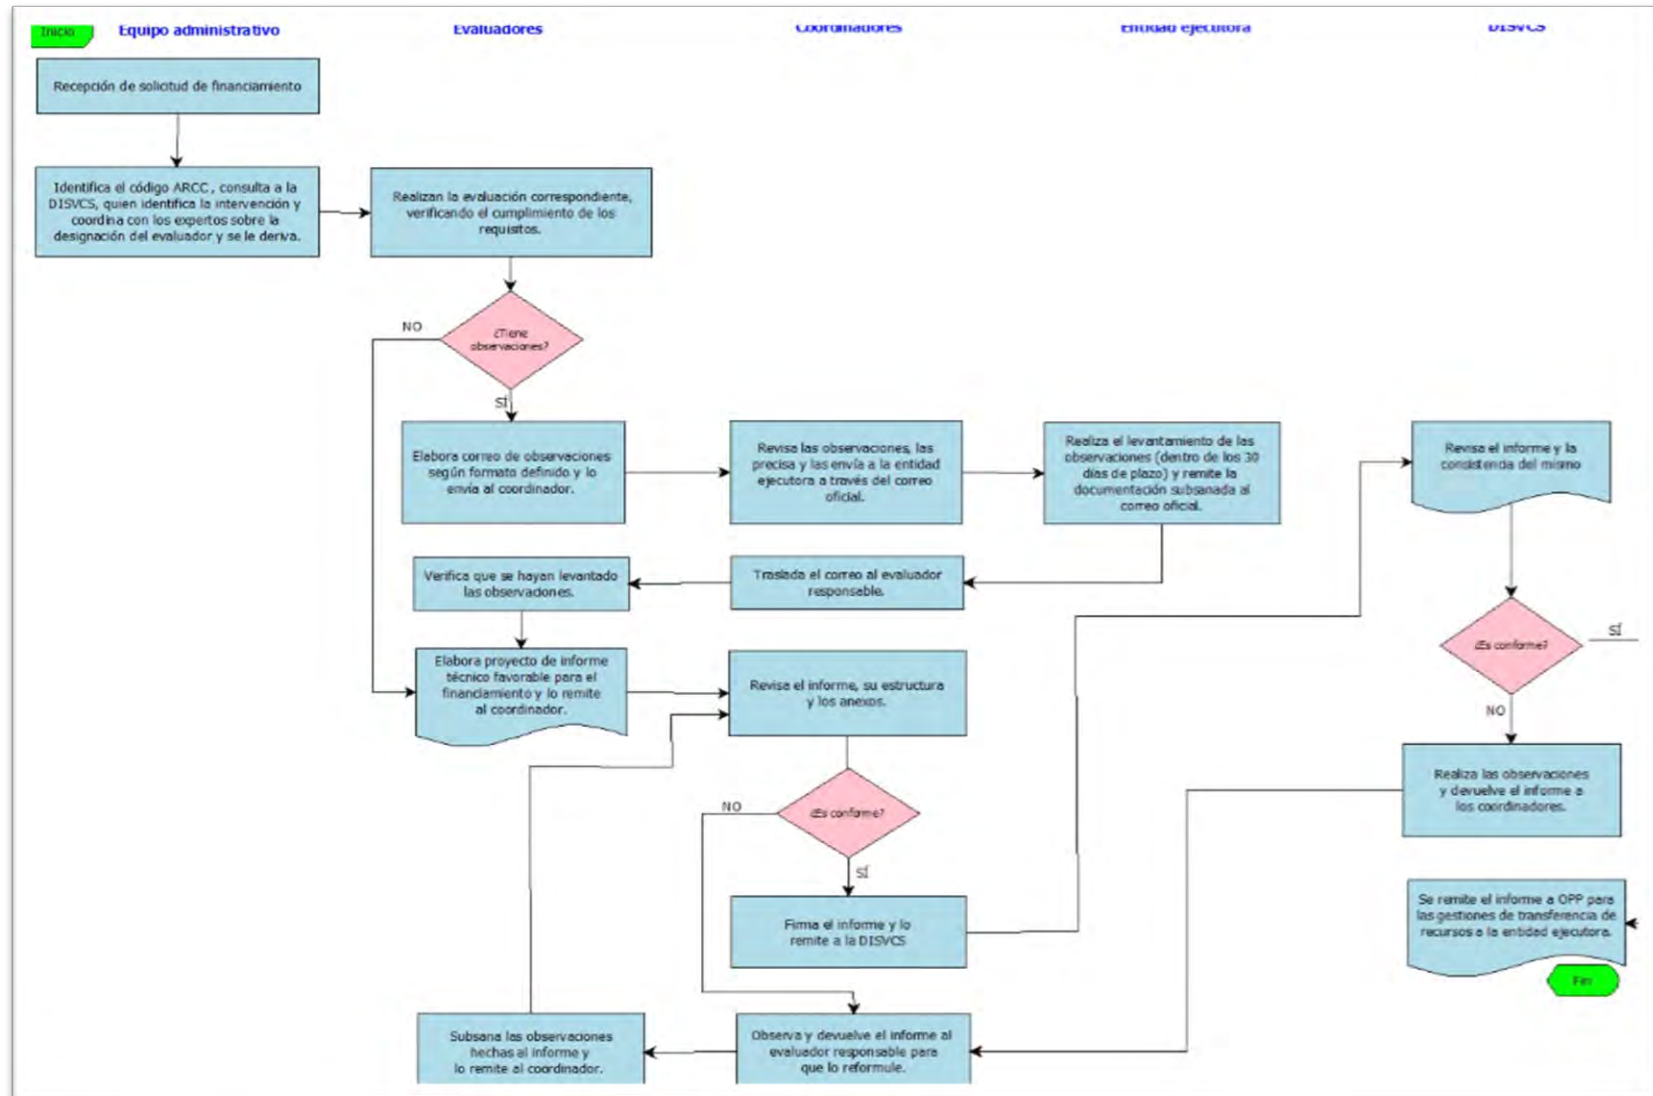 Inicio
Equipo administrativo
Evaluadores
Coordinadores
Entidad ejecutora
DISVCS
Recepción de solicitud de financiamiento
Identifica el código ARCC, consulta a la
DISVCS, quien identifica la intervención y
coordina con los expertos sobre la
designación del evaluador y se le deriva.
Realizan la evaluación correspondiente,
verificando el cumplimiento de los
requisitos.
¿Tiene
observaciones?
NO
SÍ
Elabora correo de observaciones
según formato definido y lo
envía al coordinador.
Revisa las observaciones, las
precisa y las envía a la entidad
ejecutora a través del correo
oficial.
Realiza el levantamiento de las
observaciones (dentro de los 30
días de plazo) y remite la
documentación subsanada al
correo oficial.
Revisa el informe y la
consistencia del mismo
Verifica que se hayan levantado
las observaciones.
Traslada el correo al evaluador
responsable.
¿Es conforme?
SÍ
NO
Elabora proyecto de informe
técnico favorable para el
financiamiento y lo remite
al coordinador.
Revisa el informe, su estructura
y los anexos.
Realiza las observaciones
y devuelve el informe a
los coordinadores.
¿Es conforme?
NO
SÍ
Firma el informe y lo
remite a la DISVCS
Se remite el informe a OPP para
las gestiones de transferencia de
recursos a la entidad ejecutora.
Fin
Subsana las observaciones
hechas al informe y
lo remite al coordinador.
Observa y devuelve el informe al
evaluador responsable para
que lo reformule.